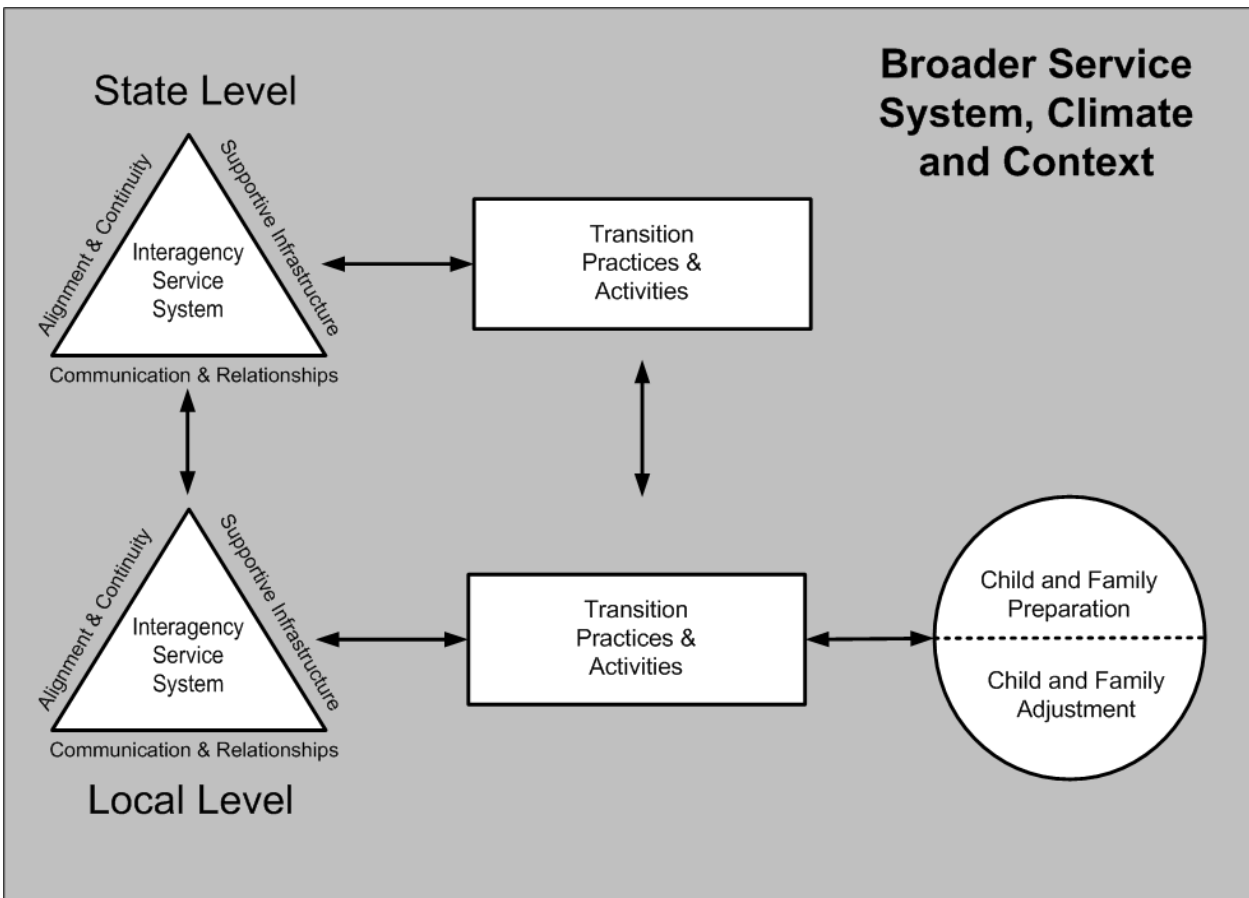 Broader Service
System, Climate
and Context
State Level
Alignment & Continuity
Supportive Infrastructure
Interagency
Service
System
Communication & Relationships
Transition
Practices &
Activities
Alignment & Continuity
Supportive Infrastructure
Interagency
Service
System
Communication & Relationships
Local Level
Transition
Practices &
Activities
Child and Family
Preparation
Child and Family
Adjustment